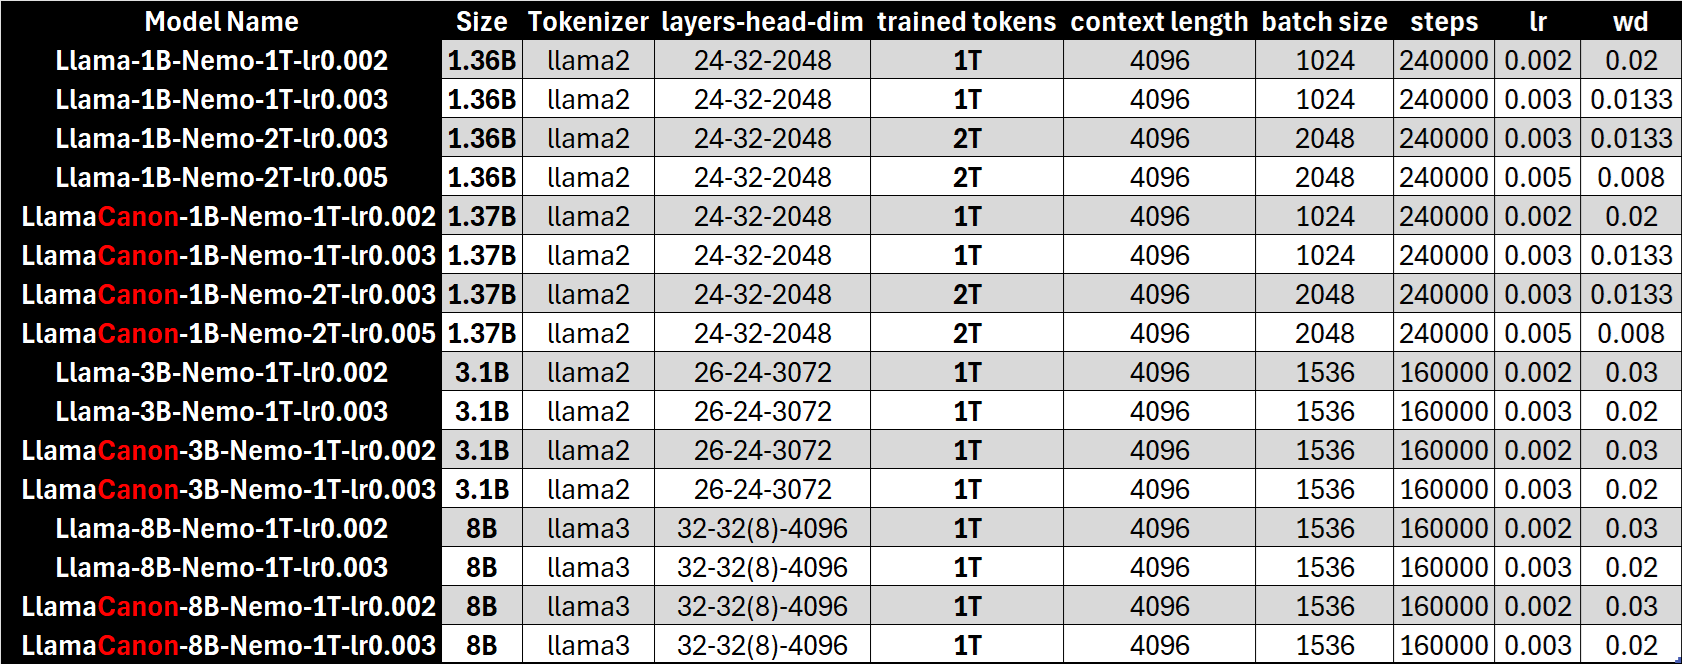 Model Name Size Tokenizer layers-head-dim trained tokens context length batch size steps lr wd
Llama-1B-Nemo-1T-lr0.002 1.36B llama2 24-32-2048 1T 4096 1024 240000 0.002 0.02
Llama-1B-Nemo-1T-lr0.003 1.36B llama2 24-32-2048 1T 4096 1024 240000 0.003 0.0133
Llama-1B-Nemo-2T-lr0.003 1.36B llama2 24-32-2048 2T 4096 2048 240000 0.003 0.0133
Llama-1B-Nemo-2T-lr0.005 1.36B llama2 24-32-2048 2T 4096 2048 240000 0.005 0.008
LlamaCanon-1B-Nemo-1T-lr0.002 1.37B llama2 24-32-2048 1T 4096 1024 240000 0.002 0.02
LlamaCanon-1B-Nemo-1T-lr0.003 1.37B llama2 24-32-2048 1T 4096 1024 240000 0.003 0.0133
LlamaCanon-1B-Nemo-2T-lr0.003 1.37B llama2 24-32-2048 2T 4096 2048 240000 0.003 0.0133
LlamaCanon-1B-Nemo-2T-lr0.005 1.37B llama2 24-32-2048 2T 4096 2048 240000 0.005 0.008
Llama-3B-Nemo-1T-lr0.002 3.1B llama2 26-24-3072 1T 4096 1536 160000 0.002 0.03
Llama-3B-Nemo-1T-lr0.003 3.1B llama2 26-24-3072 1T 4096 1536 160000 0.003 0.02
LlamaCanon-3B-Nemo-1T-lr0.002 3.1B llama2 26-24-3072 1T 4096 1536 160000 0.002 0.03
LlamaCanon-3B-Nemo-1T-lr0.003 3.1B llama2 26-24-3072 1T 4096 1536 160000 0.003 0.02
Llama-8B-Nemo-1T-lr0.002 8B llama3 32-32(8)-4096 1T 4096 1536 160000 0.002 0.03
Llama-8B-Nemo-1T-lr0.003 8B llama3 32-32(8)-4096 1T 4096 1536 160000 0.003 0.02
LlamaCanon-8B-Nemo-1T-lr0.002 8B llama3 32-32(8)-4096 1T 4096 1536 160000 0.002 0.03
LlamaCanon-8B-Nemo-1T-lr0.003 8B llama3 32-32(8)-4096 1T 4096 1536 160000 0.003 0.02